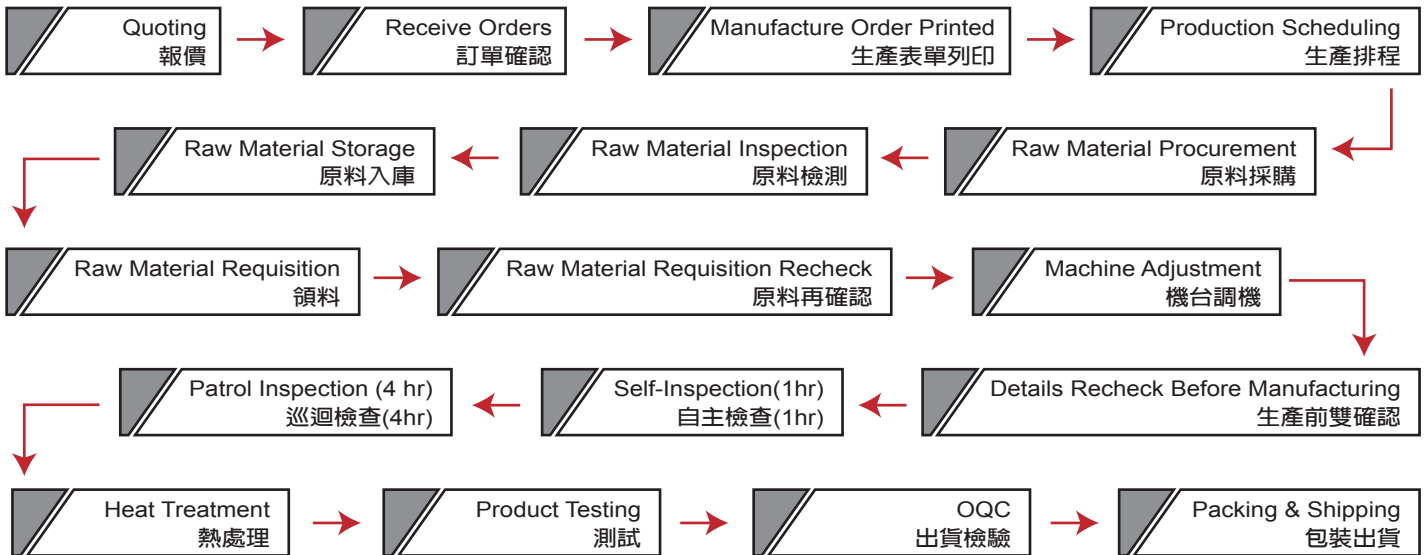 Quoting
報價
Receive Orders
訂單確認
Manufacture Order Printed
生產表單列印
Production Scheduling
生產排程
Raw Material Procurement
原料採購
Raw Material Inspection
原料檢測
Raw Material Storage
原料入庫
Raw Material Requisition
領料
Raw Material Requisition Recheck
原料再確認
Machine Adjustment
機台調機
Details Recheck Before Manufacturing
生產前雙確認
Self-Inspection(1hr)
自主檢查(1hr)
Patrol Inspection (4 hr)
巡迴檢查(4hr)
Heat Treatment
熱處理
Product Testing
測試
OQC
出貨檢驗
Packing & Shipping
包裝出貨